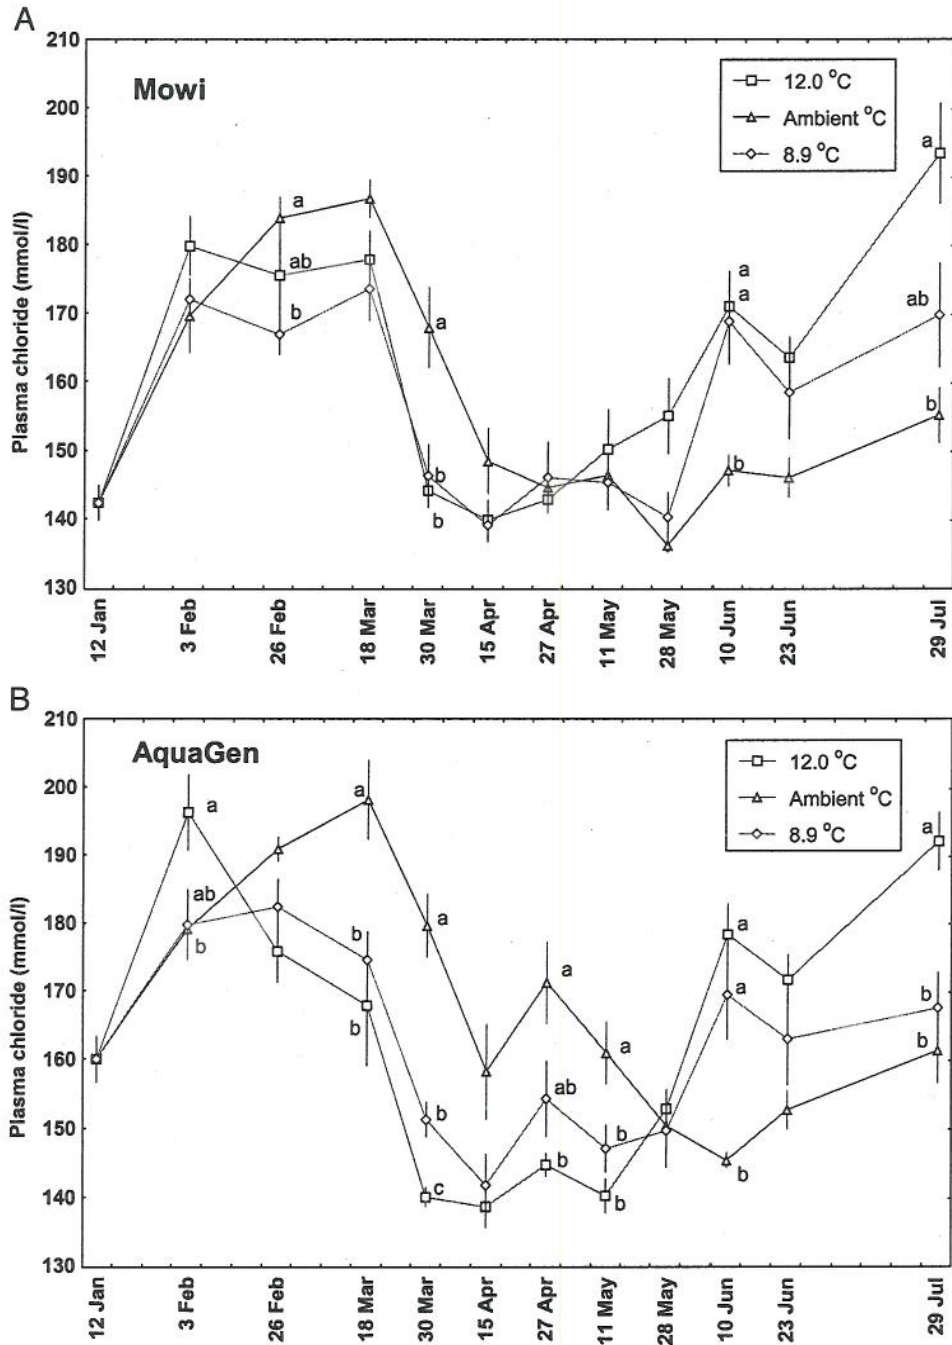 A
210
Mowi
12.0 °C
Ambient °C
8.9 °C
200
190
180
170
160
150
140
130
Plasma chloride (mmol/l)
a
ab
b
a
b
b
a
a
b
a
ab
b
12 Jan
3 Feb
26 Feb
18 Mar
30 Mar
15 Apr
27 Apr
11 May
28 May
10 Jun
23 Jun
29 Jul
B
210
AquaGen
12.0 °C
Ambient °C
8.9 °C
200
190
180
170
160
150
140
130
Plasma chloride (mmol/l)
a
ab
b
a
b
b
a
b
c
a
ab
b
a
b
b
a
a
b
a
b
b
12 Jan
3 Feb
26 Feb
18 Mar
30 Mar
15 Apr
27 Apr
11 May
28 May
10 Jun
23 Jun
29 Jul